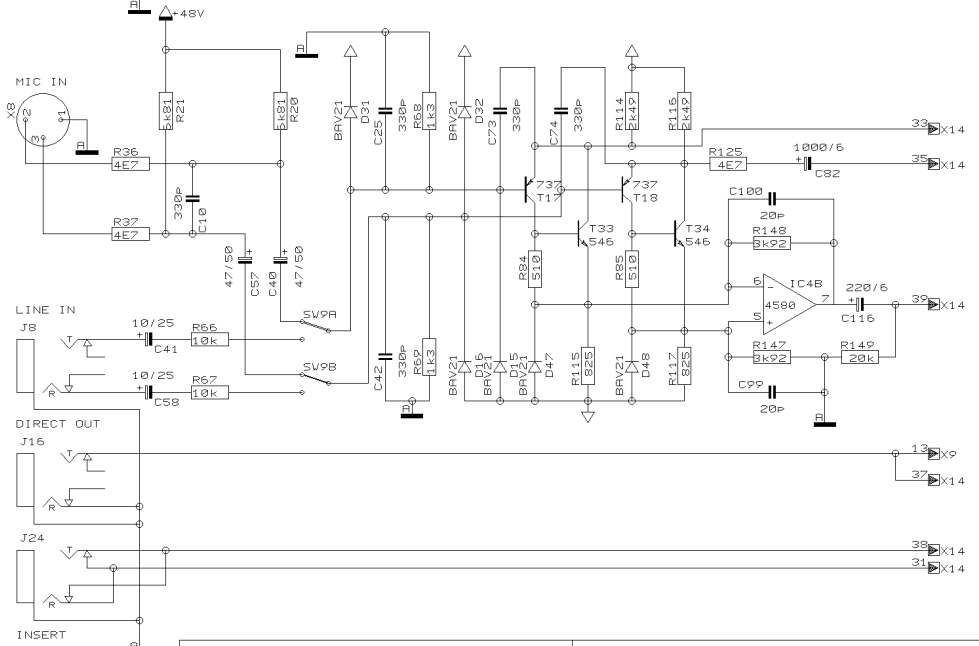 A
+48V
MIC IN
X8
2
1
3
A
R21
5k81
R20
5k81
R36
4E7
330p
C10
R37
4E7
47/50
C57
+
47/50
C40
+
A
BAV21
D31
C25
330p
R68
1k3
BAV21
D32
C73
330p
C74
330p
R114
2k49
R116
2k49
33
X14
R125
4E7
1000/6
+
C82
35
X14
737
T17
737
T18
T33
546
T34
546
R84
510
R85
510
C100
20p
R148
3k92
IC4B
6
-
4580
7
5
+
220/6
+
C116
39
X14
R147
3k92
R149
20k
C99
20p
A
SW9A
SW9B
LINE IN
J8
T
R
10/25
+
C41
R66
10k
10/25
+
C58
R67
10k
C42
330p
R69
1k3
A
BAV21
D16
BAV21
D15
BAV21
D47
R115
825
BAV21
D48
R117
825
DIRECT OUT
J16
T
R
13
X9
37
X14
J24
T
R
38
X14
31
X14
INSERT
A